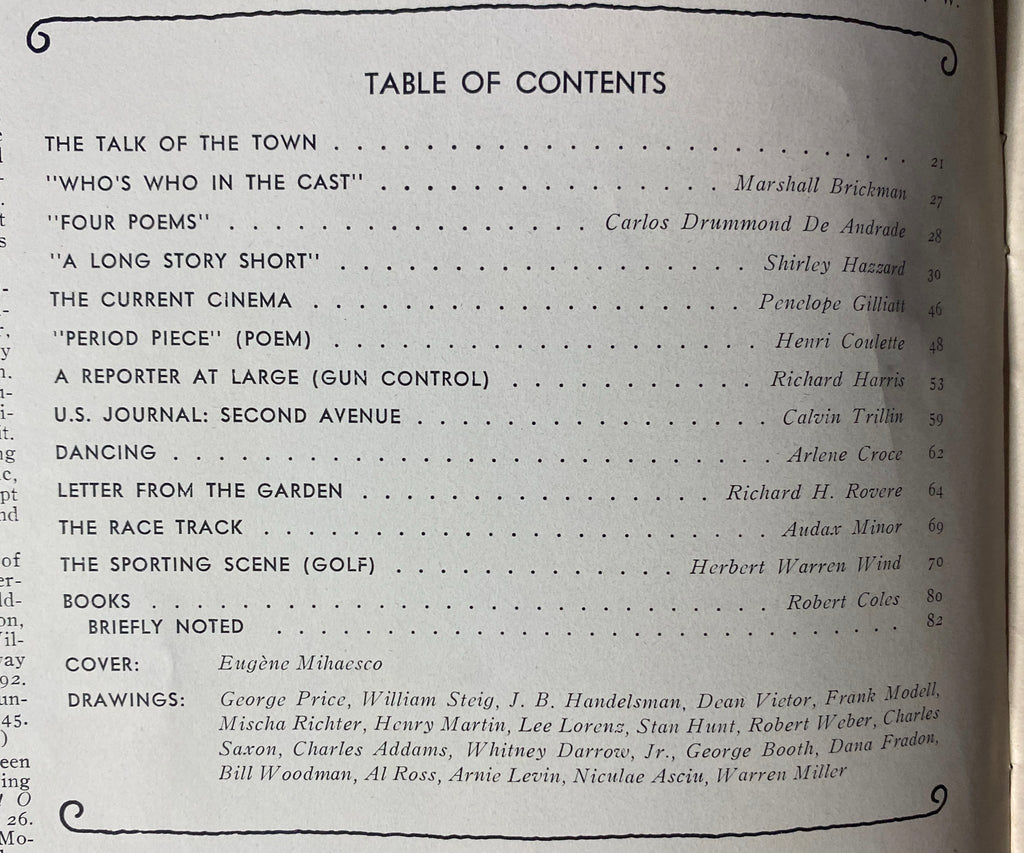 W.
TABLE OF CONTENTS
THE TALK OF THE TOWN . . . . . . . . . . . . . . . . . . . . . . . . . . . . . . 21
"WHO'S WHO IN THE CAST" . . . . . . . . . . . . . . . . . Marshall Brickman 27
"FOUR POEMS" . . . . . . . . . . . . . . . . Carlos Drummond De Andrade 28
"A LONG STORY SHORT" . . . . . . . . . . . . . . . . . . . . Shirley Hazzard 30
THE CURRENT CINEMA . . . . . . . . . . . . . . . . . . . . . Penelope Gilliatt 46
"PERIOD PIECE" (POEM) . . . . . . . . . . . . . . . . . . . . . Henri Coulette 48
A REPORTER AT LARGE (GUN CONTROL) . . . . . . . . . . . . Richard Harris 53
U.S. JOURNAL: SECOND AVENUE . . . . . . . . . . . . . . . . . Calvin Trillin 59
DANCING . . . . . . . . . . . . . . . . . . . . . . . . . . . . . . Arlene Croce 62
LETTER FROM THE GARDEN . . . . . . . . . . . . . . . . . . Richard H. Rovere 64
THE RACE TRACK . . . . . . . . . . . . . . . . . . . . . . . . . . Audax Minor 69
THE SPORTING SCENE (GOLF) . . . . . . . . . . . . . . Herbert Warren Wind 70
BOOKS . . . . . . . . . . . . . . . . . . . . . . . . . . . . . . . Robert Coles 80
BRIEFLY NOTED . . . . . . . . . . . . . . . . . . . . . . . . . . . . . . 82
COVER: Eugène Mihaesco
DRAWINGS: George Price, William Steig, J. B. Handelsman, Dean Victor, Frank Modell,
Mischa Richter, Henry Martin, Lee Lorenz, Stan Hunt, Robert Weber, Charles
Saxon, Charles Addams, Whitney Darrow, Jr., George Booth, Dana Fradon,
Bill Woodman, Al Ross, Arnie Levin, Niculae Asciu, Warren Miller